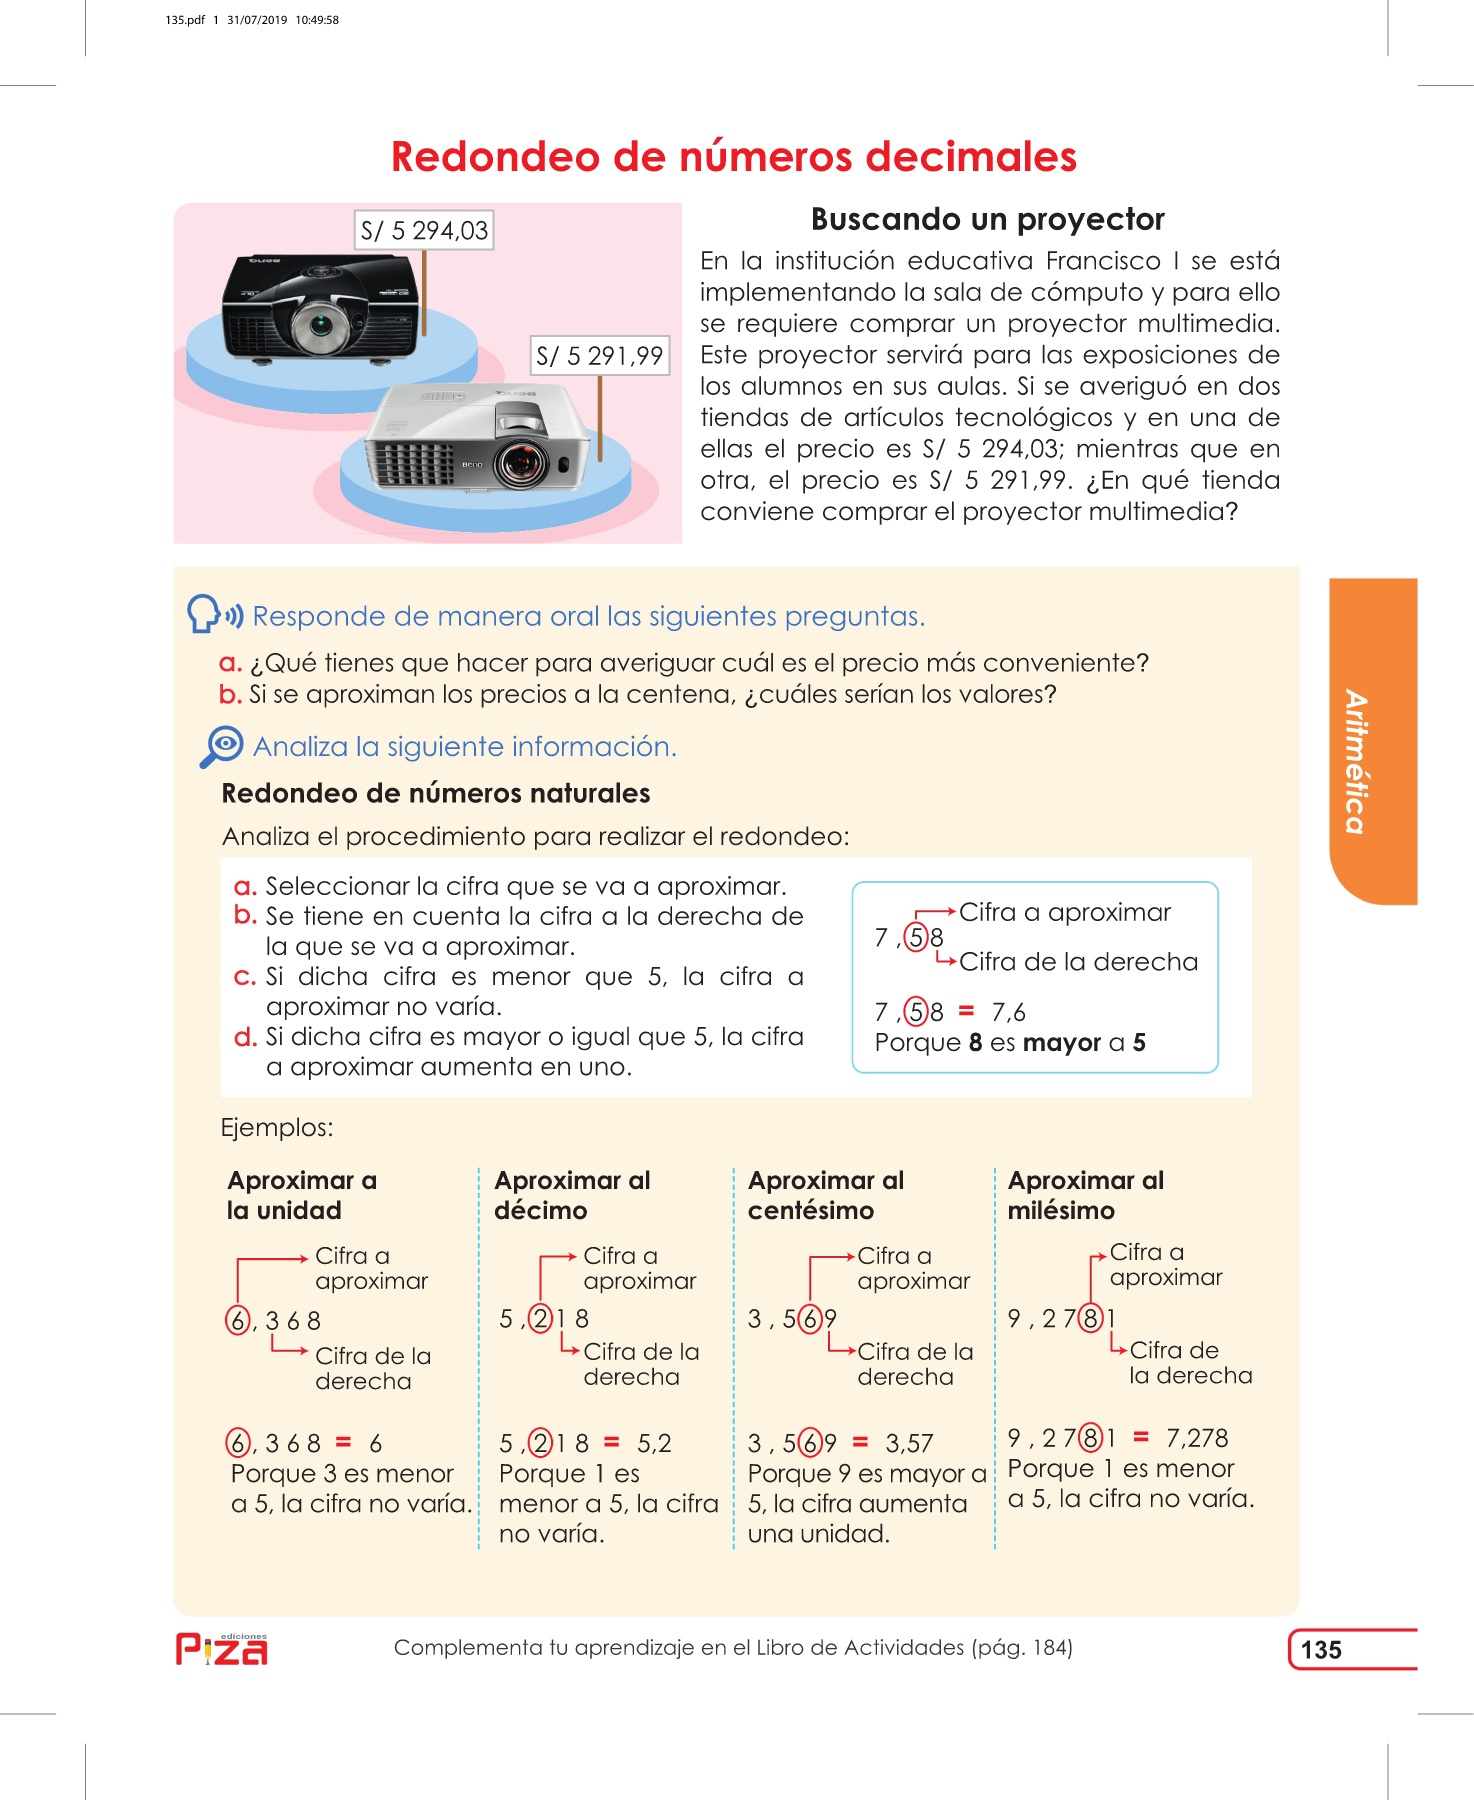 135.pdf 1 31/07/2019 10:49:58
Redondeo de números decimales
S/ 5 294,03
S/ 5 291,99
BenQ
Buscando un proyector
En la institución educativa Francisco I se está
implementando la sala de cómputo y para ello
se requiere comprar un proyector multimedia.
Este proyector servirá para las exposiciones de
los alumnos en sus aulas. Si se averiguó en dos
tiendas de artículos tecnológicos y en una de
ellas el precio es S/ 5 294,03; mientras que en
otra, el precio es S/ 5 291,99. ¿En qué tienda
conviene comprar el proyector multimedia?
Responde de manera oral las siguientes preguntas.
a. ¿Qué tienes que hacer para averiguar cuál es el precio más conveniente?
b. Si se aproximan los precios a la centena, ¿cuáles serían los valores?
Analiza la siguiente información.
Redondeo de números naturales
Analiza el procedimiento para realizar el redondeo:
a. Seleccionar la cifra que se va a aproximar.
b. Se tiene en cuenta la cifra a la derecha de
la que se va a aproximar.
c. Si dicha cifra es menor que 5, la cifra a
aproximar no varía.
d. Si dicha cifra es mayor o igual que 5, la cifra
a aproximar aumenta en uno.
Cifra a aproximar
7 ,58
Cifra de la derecha
7 ,58 = 7,6
Porque 8 es mayor a 5
Ejemplos:
Aproximar a
la unidad
Cifra a
aproximar
6, 3 6 8
Cifra de la
derecha
6, 3 6 8 = 6
Porque 3 es menor
a 5, la cifra no varía.
Aproximar al
décimo
Cifra a
aproximar
5 ,2 1 8
Cifra de la
derecha
5 ,2 1 8 = 5,2
Porque 1 es
menor a 5, la cifra
no varía.
Aproximar al
centésimo
Cifra a
aproximar
3 , 5 6 9
Cifra de la
derecha
3 , 5 6 9 = 3,57
Porque 9 es mayor a
5, la cifra aumenta
una unidad.
Aproximar al
milésimo
Cifra a
aproximar
9 , 2 7 8 1
Cifra de
la derecha
9 , 2 7 8 1 = 7,278
Porque 1 es menor
a 5, la cifra no varía.
Aritmética
ediciones
Piza
Complementa tu aprendizaje en el Libro de Actividades (pág. 184)
135